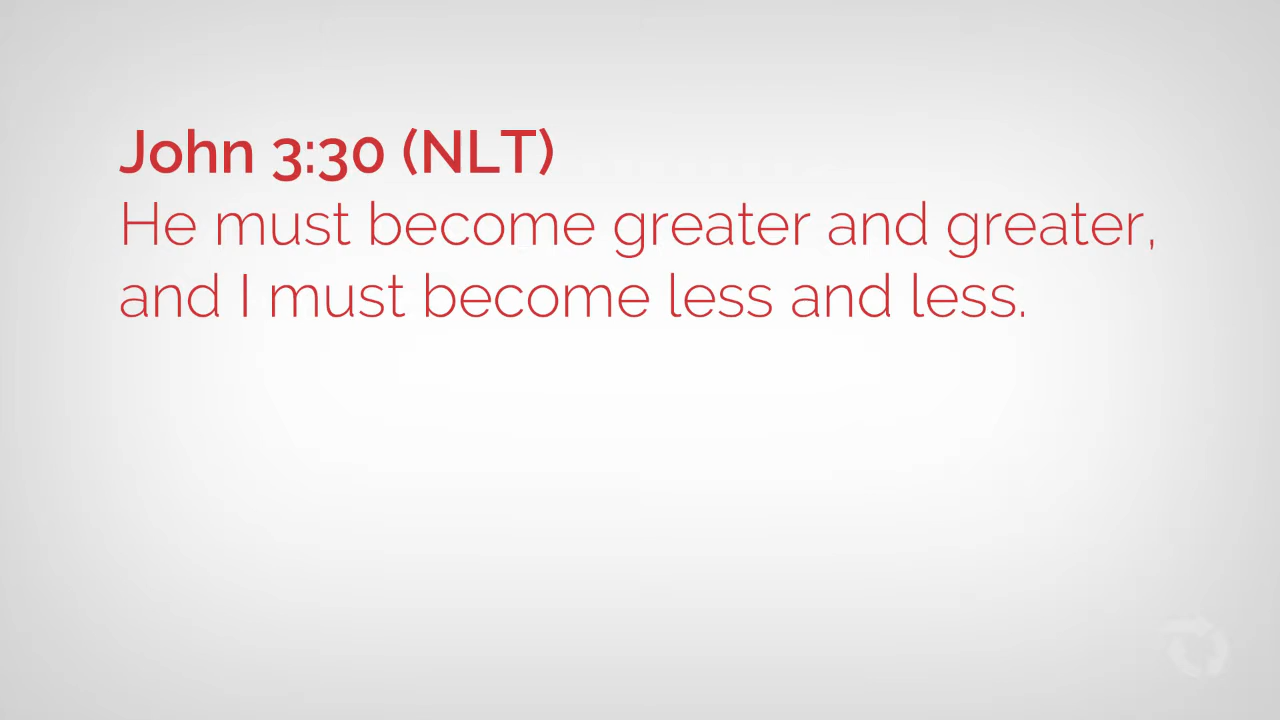 John 3:30 (NLT)
He must become greater and greater,
and I must become less and less.